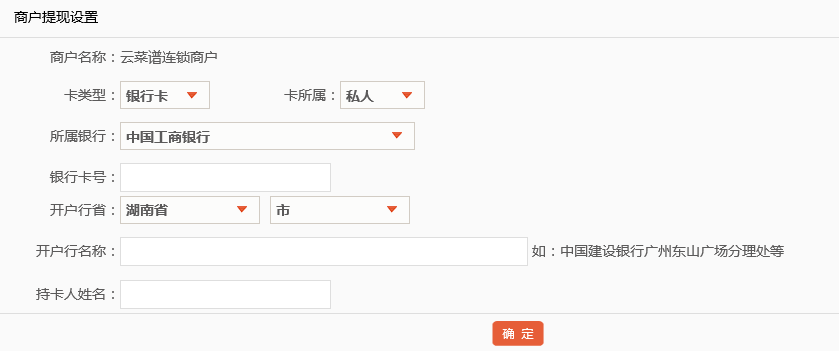 商户提现设置
商户名称：云菜谱连锁商户
卡类型：银行卡 卡所属：私人
所属银行：中国工商银行
银行卡号：
开户行省：湖南省 市
开户行名称： 如：中国建设银行广州东山广场分理处等
持卡人姓名：
确 定